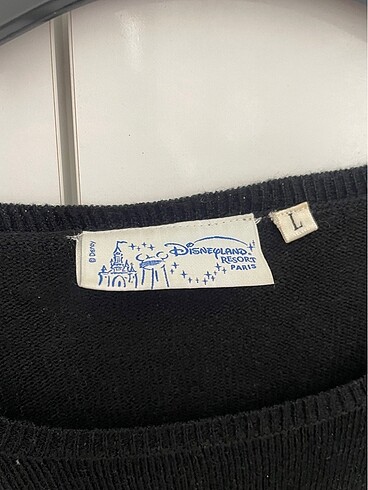 © Disney
DISNEYLAND
RESORT
PARIS
L